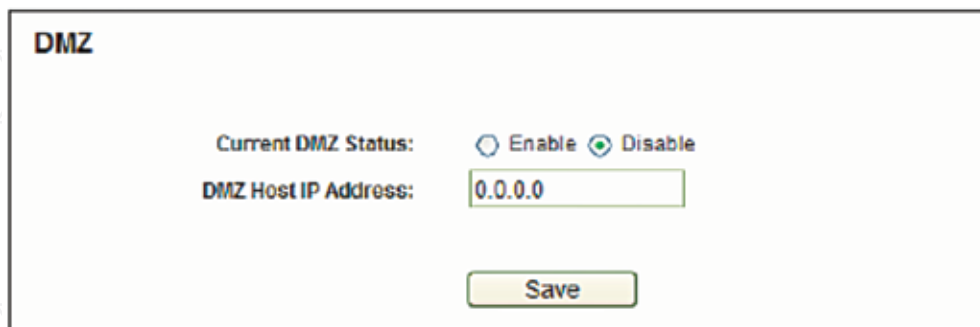 DMZ
Current DMZ Status: Enable Disable
DMZ Host IP Address: 0.0.0.0
Save